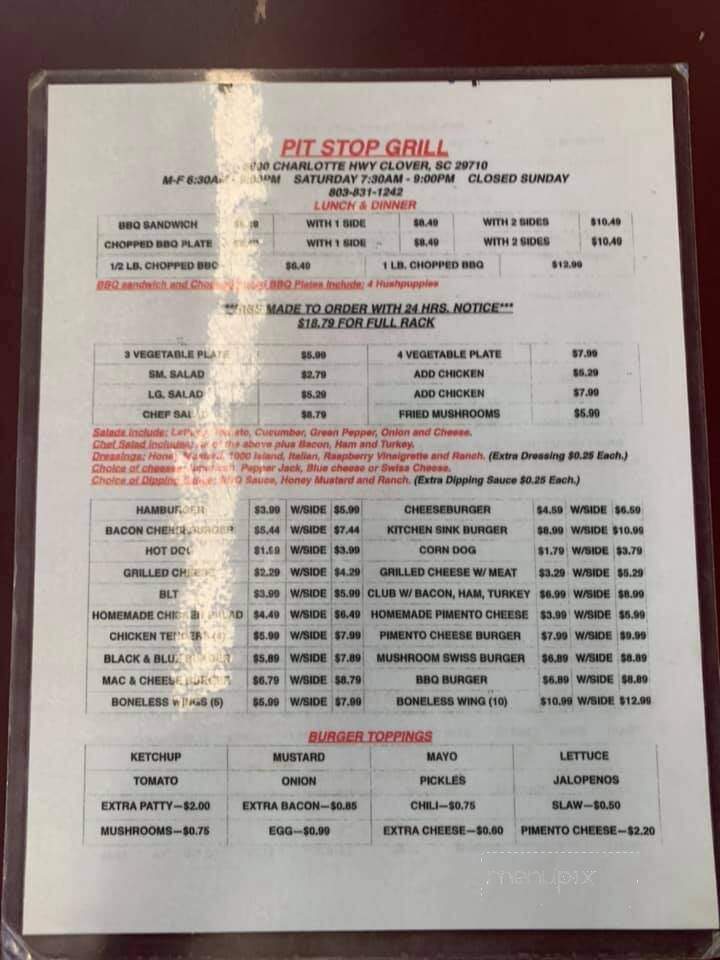 PIT STOP GRILL
CHARLOTTE HWY CLOVER, SC 29710
M-F 6:30A SATURDAY 7:30AM - 9:00PM CLOSED SUNDAY
803-831-1242
LUNCH & DINNER
BBQ SANDWICH WITH 1 SIDE $8.49 WITH 2 SIDES $10.49
CHOPPED BBQ PLATE WITH 1 SIDE $8.49 WITH 2 SIDES $10.49
1/2 LB. CHOPPED BBQ $6.49 1 LB. CHOPPED BBQ $12.99
BBQ sandwich and Chopped BBQ Plates Include: 4 Hushpuppies
MADE TO ORDER WITH 24 HRS. NOTICE***
$18.79 FOR FULL RACK
3 VEGETABLE PLATE $5.99 4 VEGETABLE PLATE $7.99
SM. SALAD $2.79 ADD CHICKEN $5.29
LG. SALAD $5.29 ADD CHICKEN $7.99
CHEF SALAD $8.79 FRIED MUSHROOMS $5.99
Salads Include: Lettuce, Tomato, Cucumber, Green Pepper, Onion and Cheese.
Chef Salad Includes: of the above plus Bacon, Ham and Turkey.
Dressings: Honey Mustard, 1000 Island, Italian, Raspberry Vinaigrette and Ranch. (Extra Dressing $0.25 Each.)
Choice of cheese: Pepper Jack, Blue cheese or Swiss Cheese.
Choice of Dipping Sauce: BBQ Sauce, Honey Mustard and Ranch. (Extra Dipping Sauce $0.25 Each.)
HAMBURGER $3.99 W/SIDE $5.99 CHEESEBURGER $4.59 W/SIDE $6.59
BACON CHEESEBURGER $5.44 W/SIDE $7.44 KITCHEN SINK BURGER $8.99 W/SIDE $10.99
HOT DOG W/SIDE $3.99 CORN DOG $1.79 W/SIDE $3.79
GRILLED CHEESE $2.29 W/SIDE $4.29 GRILLED CHEESE W/ MEAT $3.29 W/SIDE $5.29
BLT $3.99 W/SIDE $5.99 CLUB W/ BACON, HAM, TURKEY $6.99 W/SIDE $8.99
HOMEMADE CHICKEN SALAD $4.49 W/SIDE $6.49 HOMEMADE PIMENTO CHEESE $3.99 W/SIDE $5.99
CHICKEN TENDERS $5.99 W/SIDE $7.99 PIMENTO CHEESE BURGER $7.99 W/SIDE $9.99
BLACK & BLUE BURGER $5.89 W/SIDE $7.89 MUSHROOM SWISS BURGER $6.89 W/SIDE $8.89
MAC & CHEESE BURGER $6.79 W/SIDE $8.79 BBQ BURGER $6.89 W/SIDE $8.89
BONELESS WINGS (5) $5.99 W/SIDE $7.99 BONELESS WING (10) $10.99 W/SIDE $12.99
BURGER TOPPINGS
KETCHUP MUSTARD MAYO LETTUCE
TOMATO ONION PICKLES JALOPENOS
EXTRA PATTY—$2.00 EXTRA BACON—$0.85 CHILI—$0.75 SLAW—$0.50
MUSHROOMS—$0.75 EGG—$0.99 EXTRA CHEESE—$0.60 PIMENTO CHEESE—$2.20
menupix